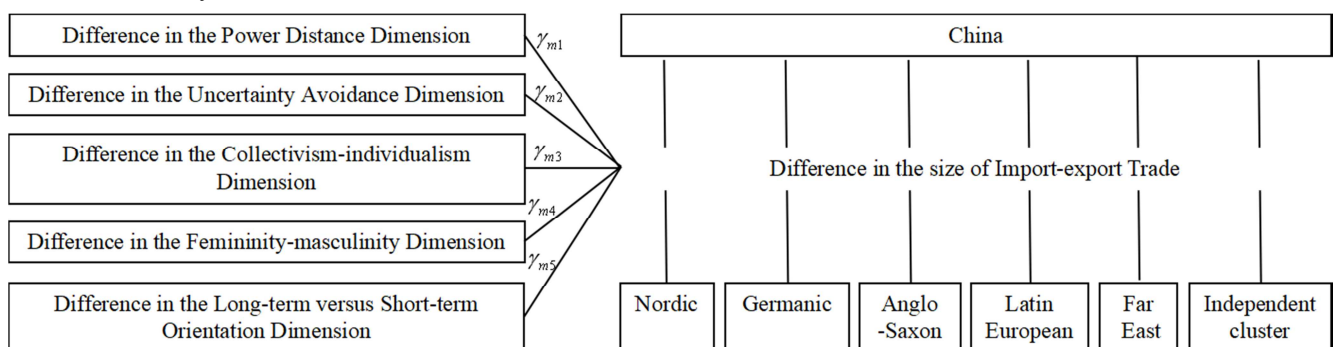 Difference in the Power Distance Dimension
γm1
Difference in the Uncertainty Avoidance Dimension
γm2
Difference in the Collectivism-individualism
Dimension
γm3
γm4
Difference in the Femininity-masculinity Dimension
γm5
Difference in the Long-term versus Short-term
Orientation Dimension
China
Difference in the size of Import-export Trade
Nordic
Germanic
Anglo
-Saxon
Latin
European
Far
East
Independent
cluster